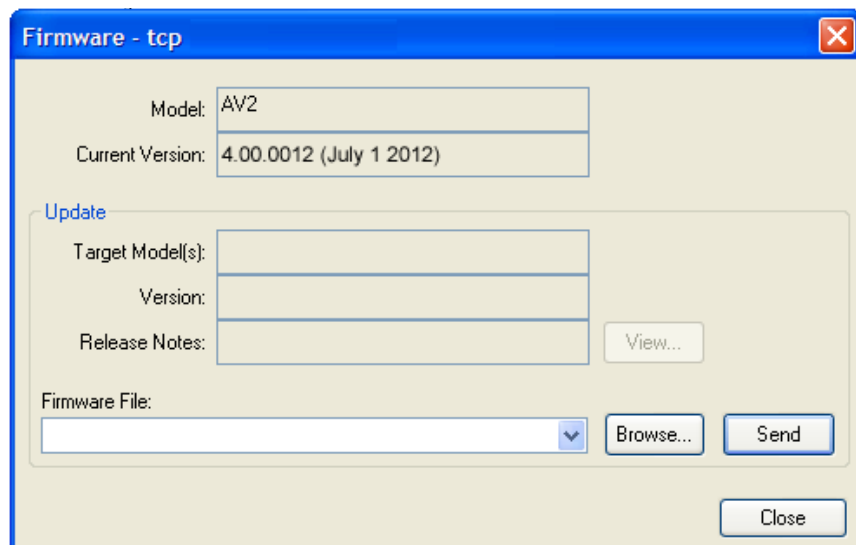 Firmware - tcp
Model: AV2
Current Version: 4.00.0012 (July 1 2012)
Update
Target Model(s):
Version:
Release Notes: View...
Firmware File:
Browse... Send
Close